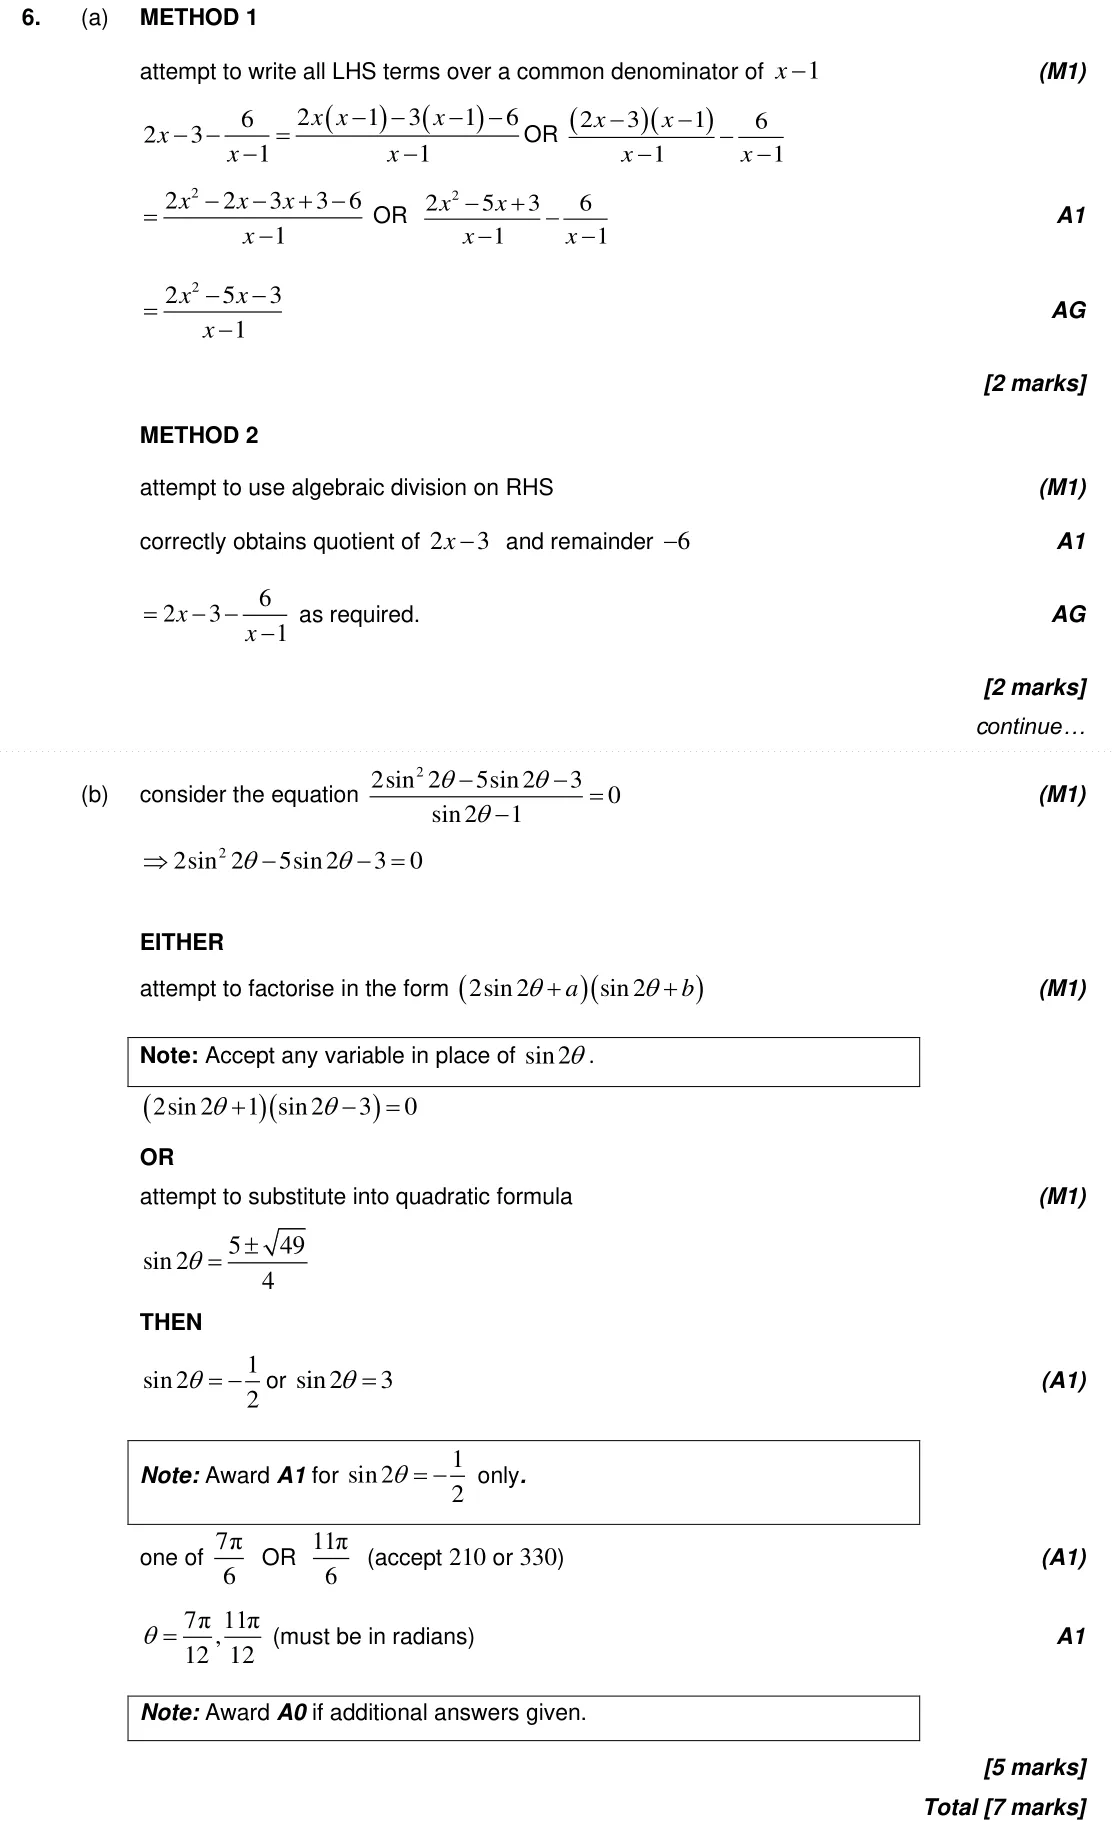 6. (a) METHOD 1
attempt to write all LHS terms over a common denominator of x−1 (M1)
2x−3−6/(x−1) = (2x(x−1)−3(x−1)−6)/(x−1) OR ((2x−3)(x−1))/(x−1) − 6/(x−1)
= (2x²−2x−3x+3−6)/(x−1) OR (2x²−5x+3)/(x−1) − 6/(x−1) A1
= (2x²−5x−3)/(x−1) AG
[2 marks]
METHOD 2
attempt to use algebraic division on RHS (M1)
correctly obtains quotient of 2x−3 and remainder −6 A1
= 2x−3−6/(x−1) as required. AG
[2 marks]
continue…
(b) consider the equation (2sin² 2θ−5sin 2θ−3)/(sin 2θ−1) = 0 (M1)
⇒ 2sin² 2θ−5sin 2θ−3 = 0
EITHER
attempt to factorise in the form (2sin 2θ+a)(sin 2θ+b) (M1)
Note: Accept any variable in place of sin 2θ.
(2sin 2θ+1)(sin 2θ−3) = 0
OR
attempt to substitute into quadratic formula (M1)
sin 2θ = (5±√49)/4
THEN
sin 2θ = −1/2 or sin 2θ = 3 (A1)
Note: Award A1 for sin 2θ = −1/2 only.
one of 7π/6 OR 11π/6 (accept 210 or 330) (A1)
θ = 7π/12, 11π/12 (must be in radians) A1
Note: Award A0 if additional answers given.
[5 marks]
Total [7 marks]